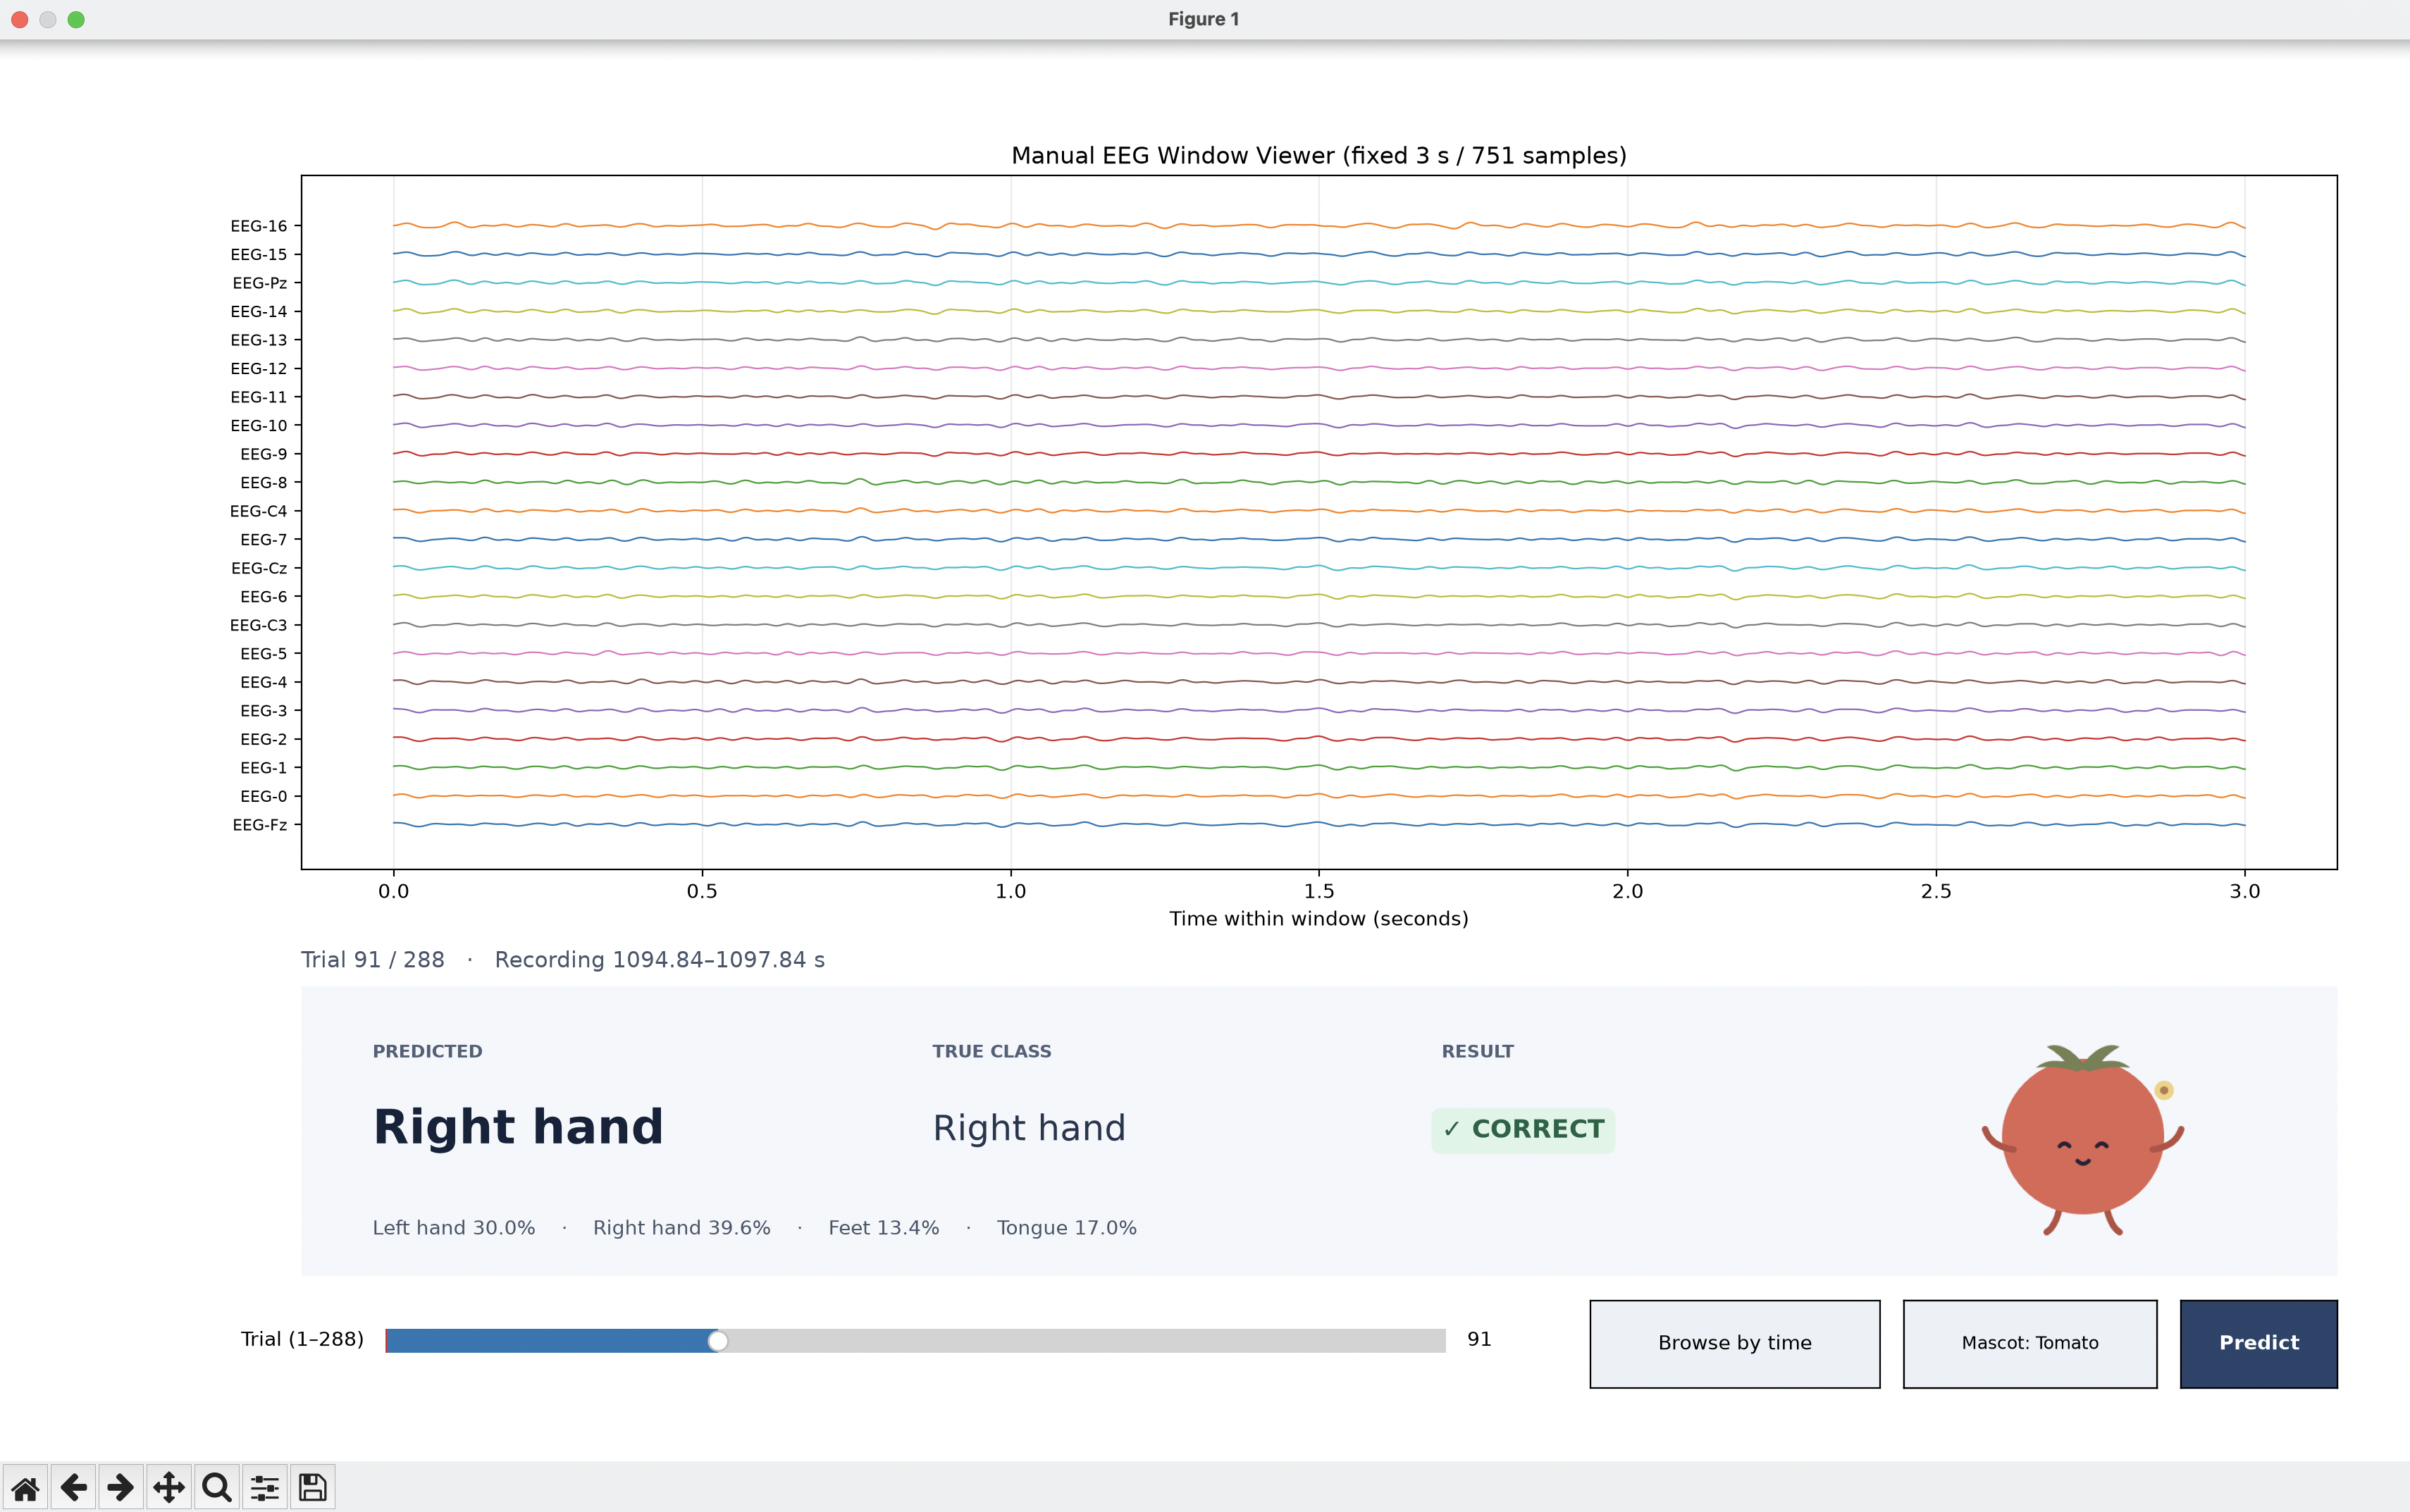 Figure 1
Manual EEG Window Viewer (fixed 3 s / 751 samples)
EEG-16
EEG-15
EEG-Pz
EEG-14
EEG-13
EEG-12
EEG-11
EEG-10
EEG-9
EEG-8
EEG-C4
EEG-7
EEG-Cz
EEG-6
EEG-C3
EEG-5
EEG-4
EEG-3
EEG-2
EEG-1
EEG-0
EEG-Fz
0.0 0.5 1.0 1.5 2.0 2.5 3.0
Time within window (seconds)
Trial 91 / 288 · Recording 1094.84–1097.84 s
PREDICTED TRUE CLASS RESULT
Right hand Right hand ✓ CORRECT
Left hand 30.0% · Right hand 39.6% · Feet 13.4% · Tongue 17.0%
Trial (1–288) 91 Browse by time Mascot: Tomato Predict